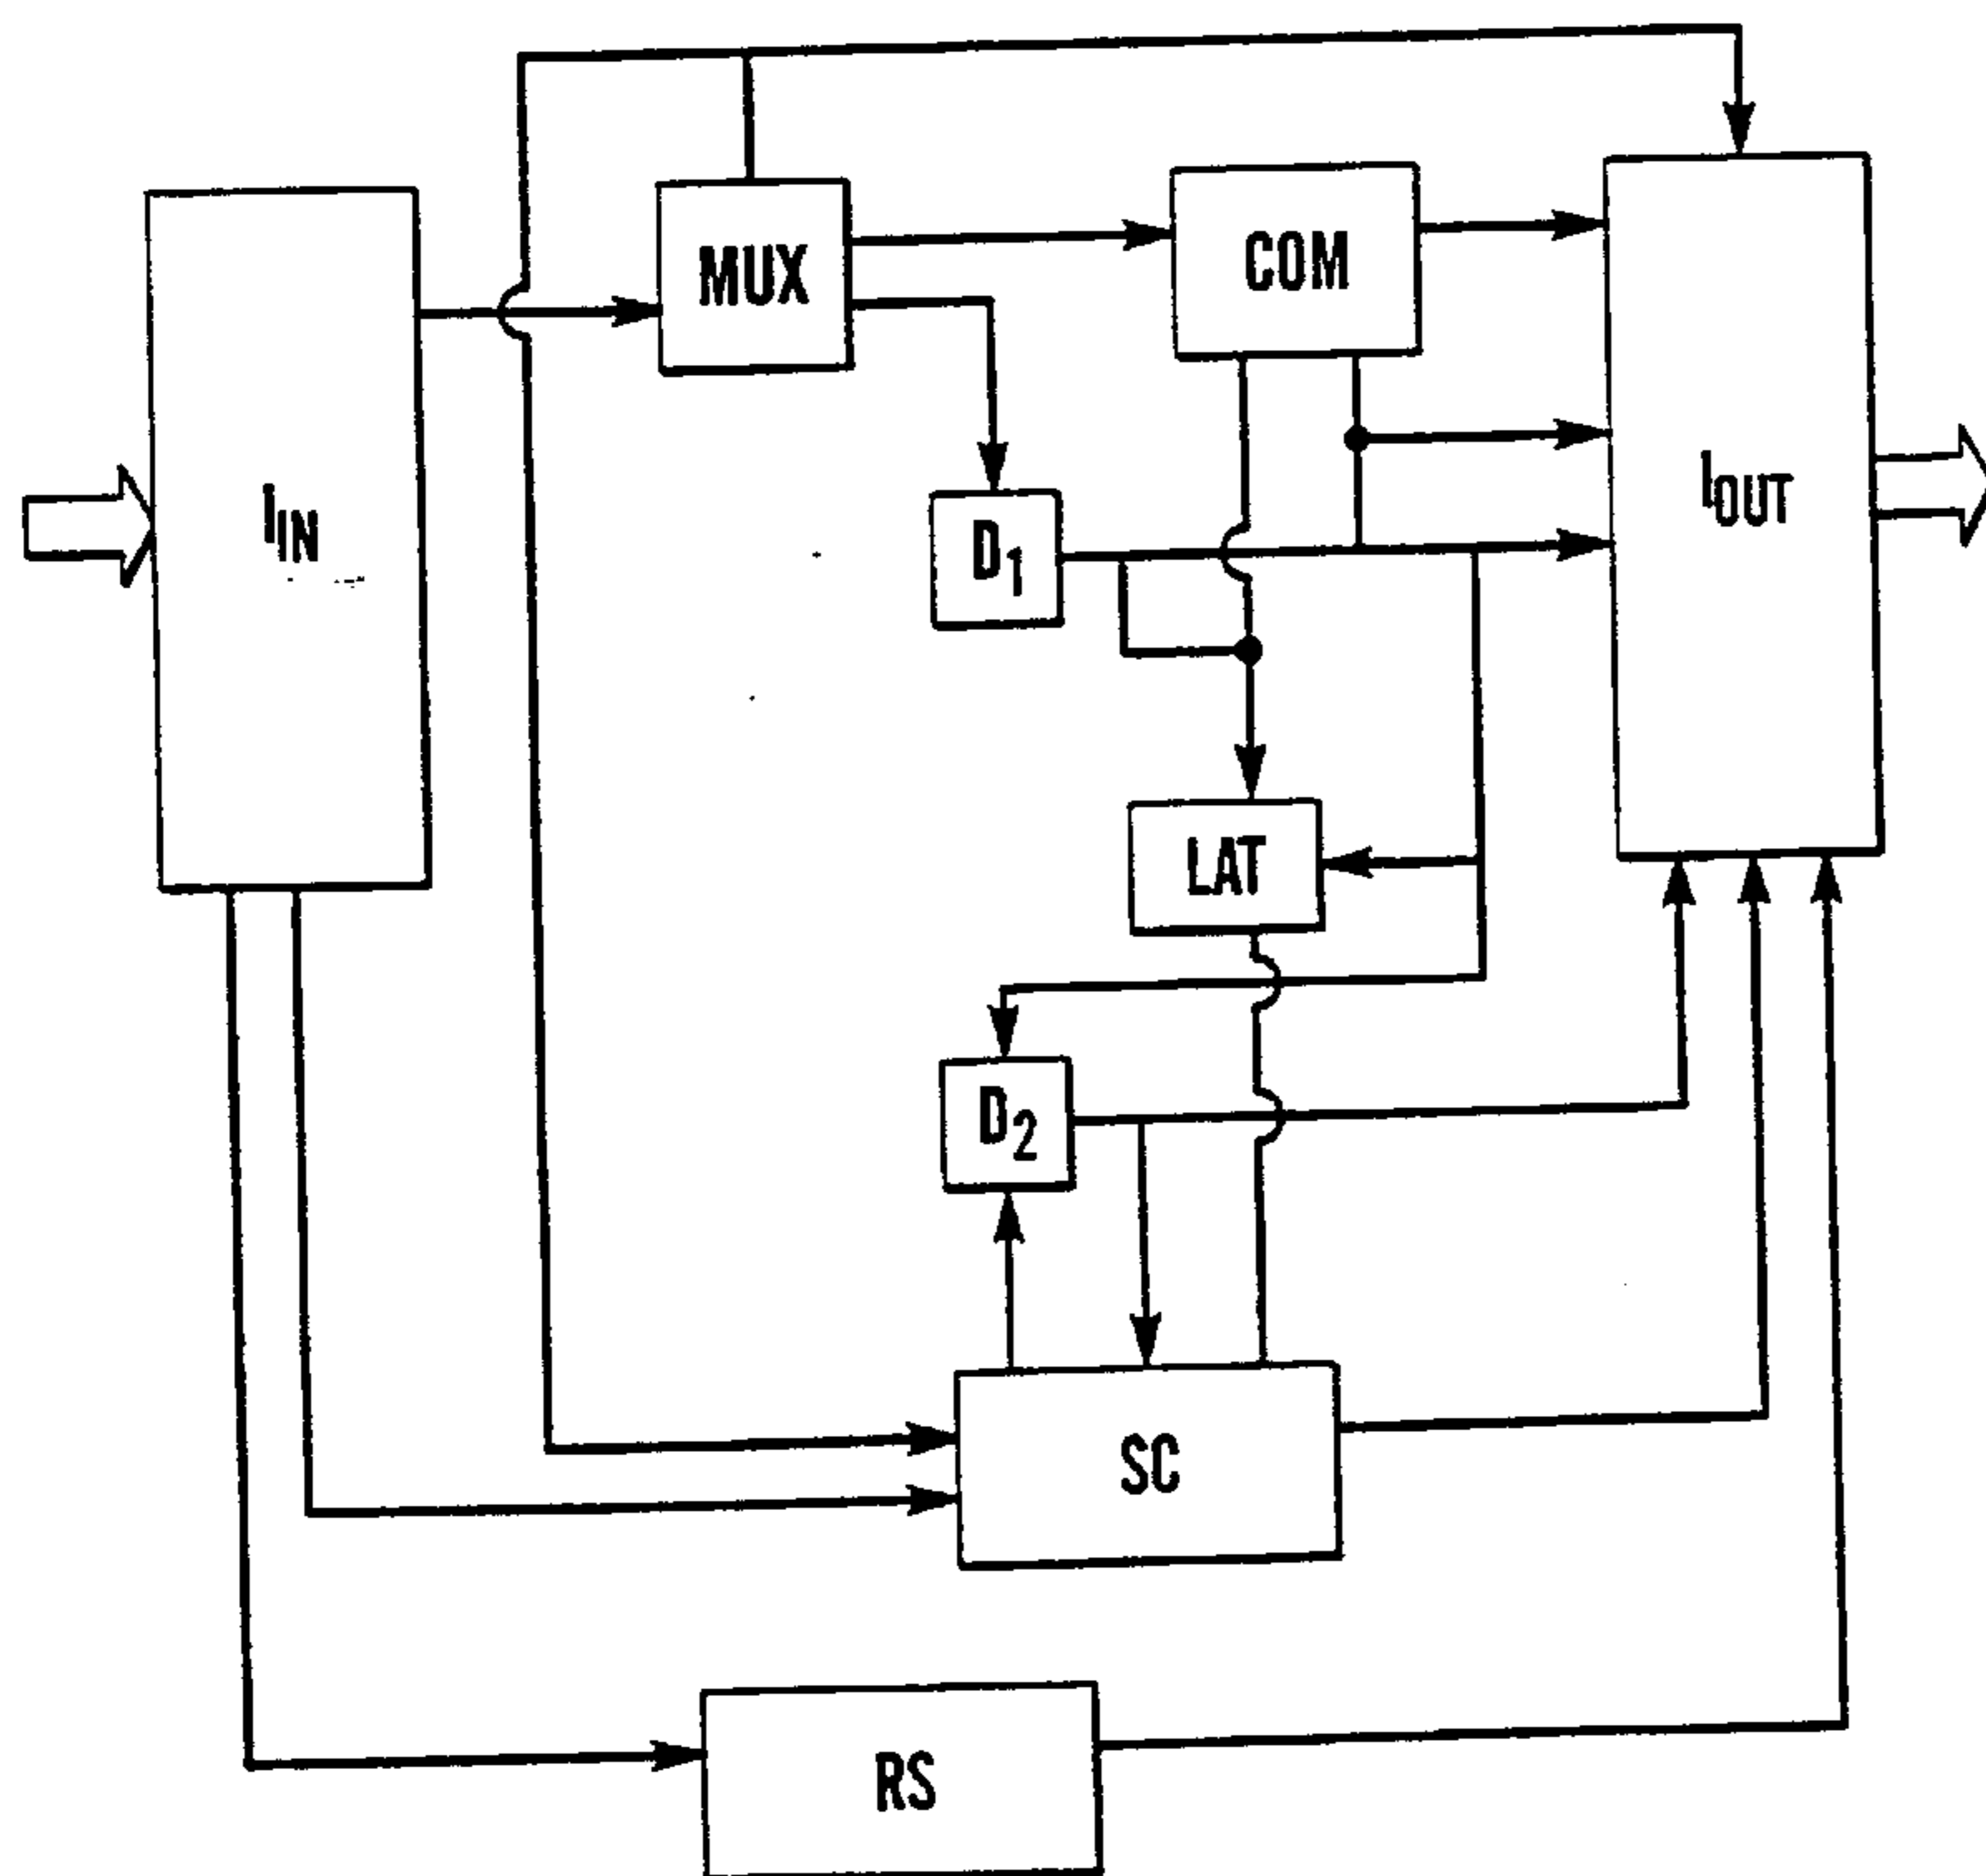 MUX
COM
I_IN
I_OUT
D_1
LAT
D_2
SC
RS